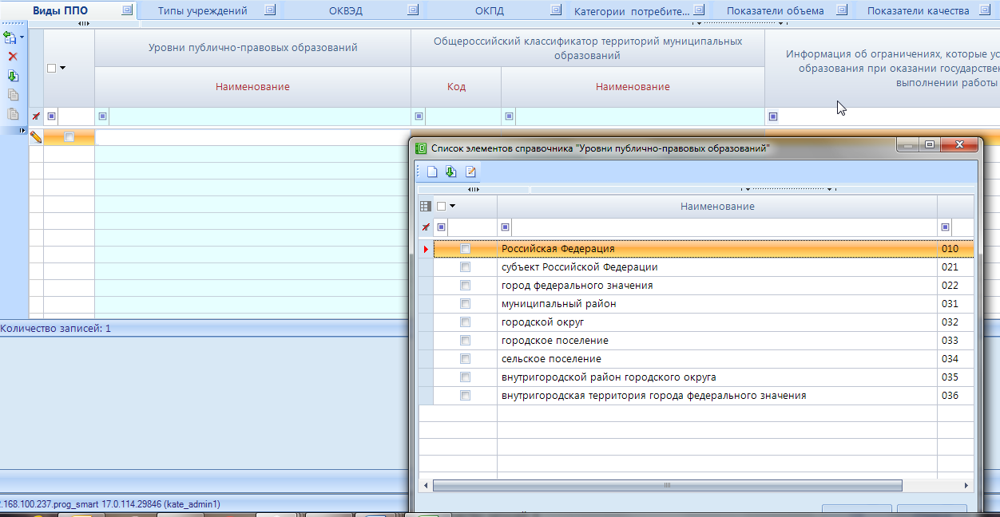 Виды ППО
Типы учреждений
ОКВЭД
ОКПД
Категории потребите...
Показатели объема
Показатели качества
Уровни публично-правовых образований
Общероссийский классификатор территорий муниципальных
образований
Информация об ограничениях, которые
образования при оказании
выполнении работы
Наименование
Код
Наименование
Количество записей: 1
Список элементов справочника "Уровни публично-правовых образований"
Наименование
Российская Федерация 010
субъект Российской Федерации 021
город федерального значения 022
муниципальный район 031
городской округ 032
городское поселение 033
сельское поселение 034
внутригородской район городского округа 035
внутригородская территория города федерального значения 036
.168.100.237.prog_smart 17.0.114.29846 (kate_admin1)